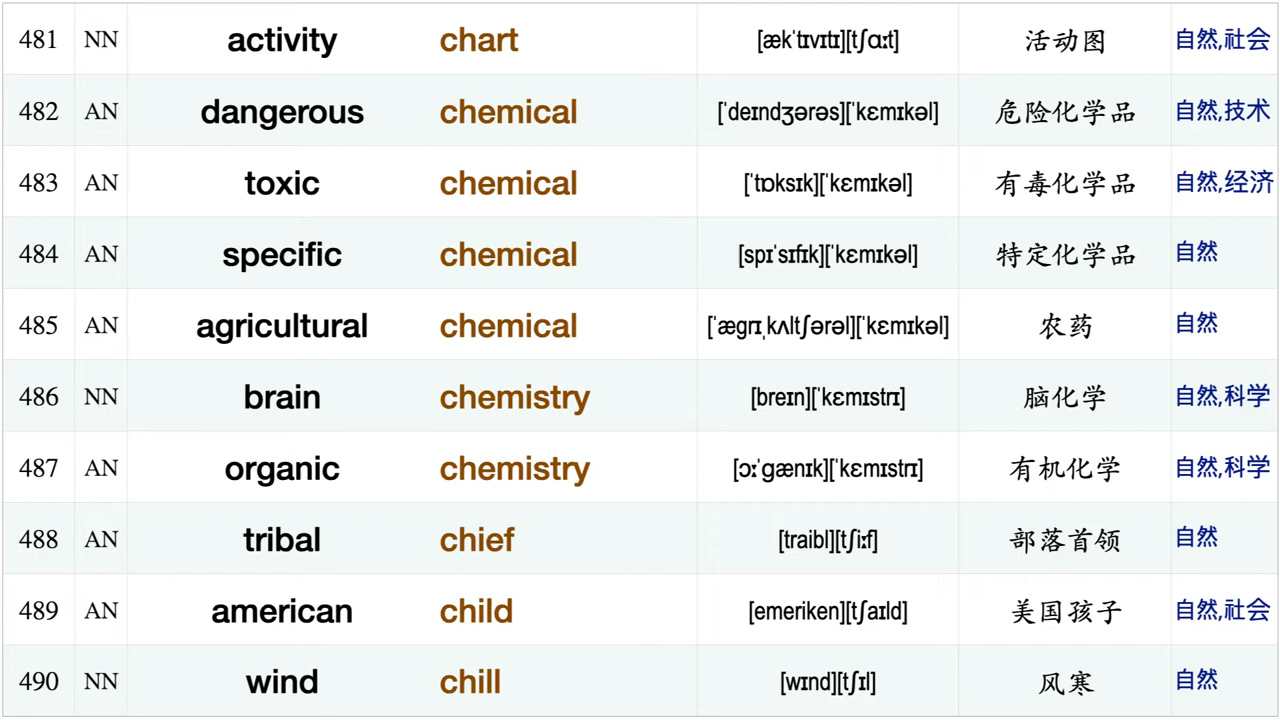 481 NN activity chart [ækˈtɪvɪtɪ][tʃɑːt] 活动图 自然,社会
482 AN dangerous chemical [ˈdeɪndʒərəs][ˈkɛmɪkəl] 危险化学品 自然,技术
483 AN toxic chemical [ˈtɒksɪk][ˈkɛmɪkəl] 有毒化学品 自然,经济
484 AN specific chemical [spɪˈsɪfɪk][ˈkɛmɪkəl] 特定化学品 自然
485 AN agricultural chemical [ˈægrɪˌkʌltʃərəl][ˈkɛmɪkəl] 农药 自然
486 NN brain chemistry [breɪn][ˈkɛmɪstrɪ] 脑化学 自然,科学
487 AN organic chemistry [ɔːˈgænɪk][ˈkɛmɪstrɪ] 有机化学 自然,科学
488 AN tribal chief [traibl][tʃiːf] 部落首领 自然
489 AN american child [emeriken][tʃaɪld] 美国孩子 自然,社会
490 NN wind chill [wɪnd][tʃɪl] 风寒 自然